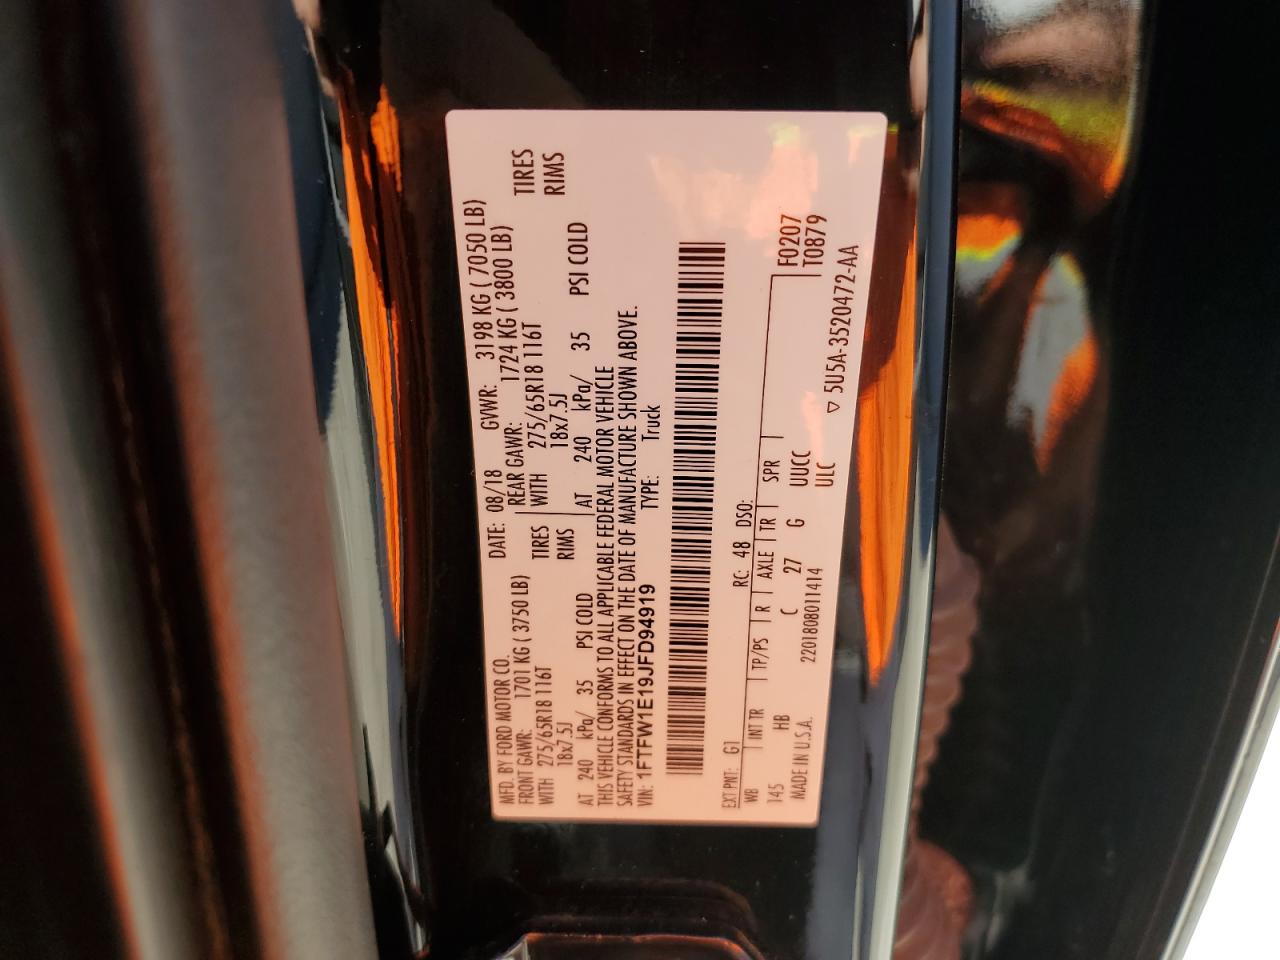 MFD. BY FORD MOTOR CO. DATE: 08/18 GVWR: 3198 KG ( 7050 LB)
FRONT GAWR: 1701 KG ( 3750 LB) REAR GAWR: 1724 KG ( 3800 LB)
WITH 275/65R18 116T TIRES WITH 275/65R18 116T TIRES
18x7.5J RIMS 18x7.5J RIMS
AT 240 kPa/ 35 PSI COLD AT 240 kPa/ 35 PSI COLD
THIS VEHICLE CONFORMS TO ALL APPLICABLE FEDERAL MOTOR VEHICLE
SAFETY STANDARDS IN EFFECT ON THE DATE OF MANUFACTURE SHOWN ABOVE.
VIN: 1FTFW1E19JFD94919 TYPE: Truck
EXT PNT: G1 RC: 48 DSO: F0207
WB INT TR TP/PS R AXLE TR SPR T0879
145 HB C 27 G UUCC
MADE IN U.S.A. 2201808011414 ULC ▽ 5U5A-3520472-AA